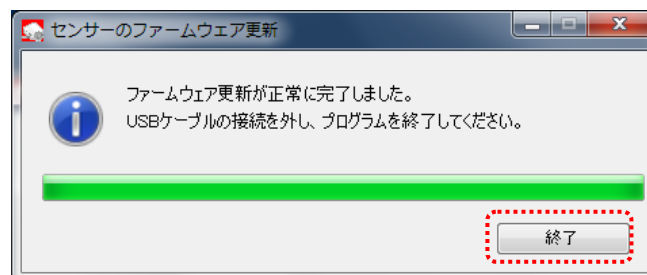 センサーのファームウェア更新
ファームウェア更新が正常に完了しました。
USBケーブルの接続を外し、プログラムを終了してください。
終了